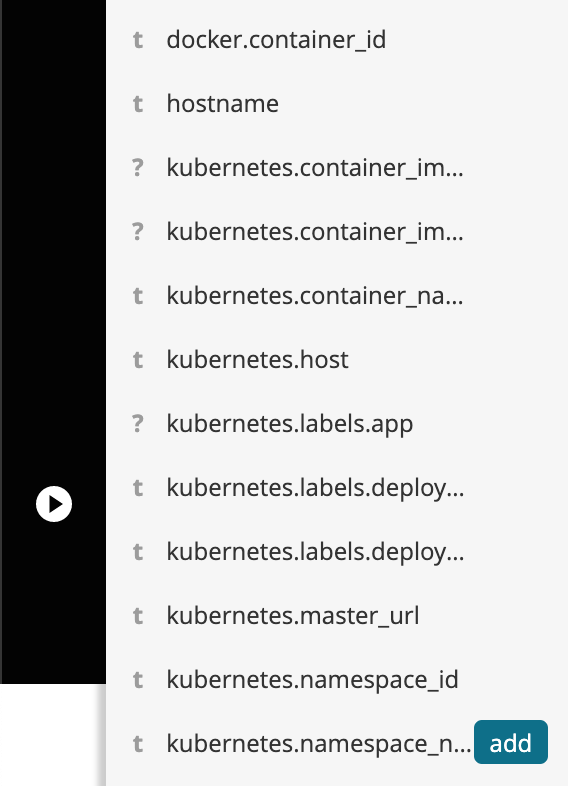 t docker.container_id
t hostname
? kubernetes.container_im...
? kubernetes.container_im...
t kubernetes.container_na...
t kubernetes.host
? kubernetes.labels.app
t kubernetes.labels.deploy...
t kubernetes.labels.deploy...
t kubernetes.master_url
t kubernetes.namespace_id
t kubernetes.namespace_n... add